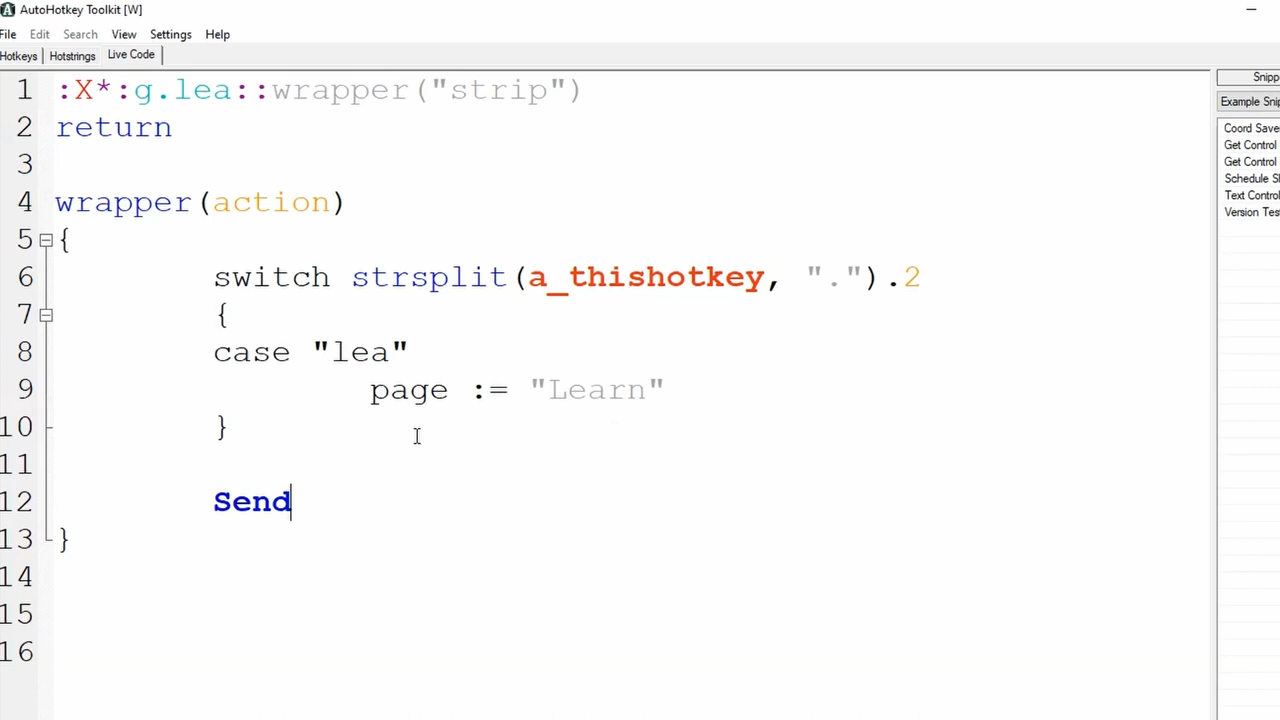 AutoHotkey Toolkit [W]
File Edit Search View Settings Help
Hotkeys Hotstrings Live Code
1 :X*:g.lea::wrapper("strip")
2 return
3
4 wrapper(action)
5 {
6 switch strsplit(a_thishotkey, ".").2
7 {
8 case "lea"
9 page := "Learn"
10 }
11
12 Send
13 }
14
15
16
Snipp
Example Snip
Coord Save
Get Control
Get Control
Schedule S
Text Control
Version Test